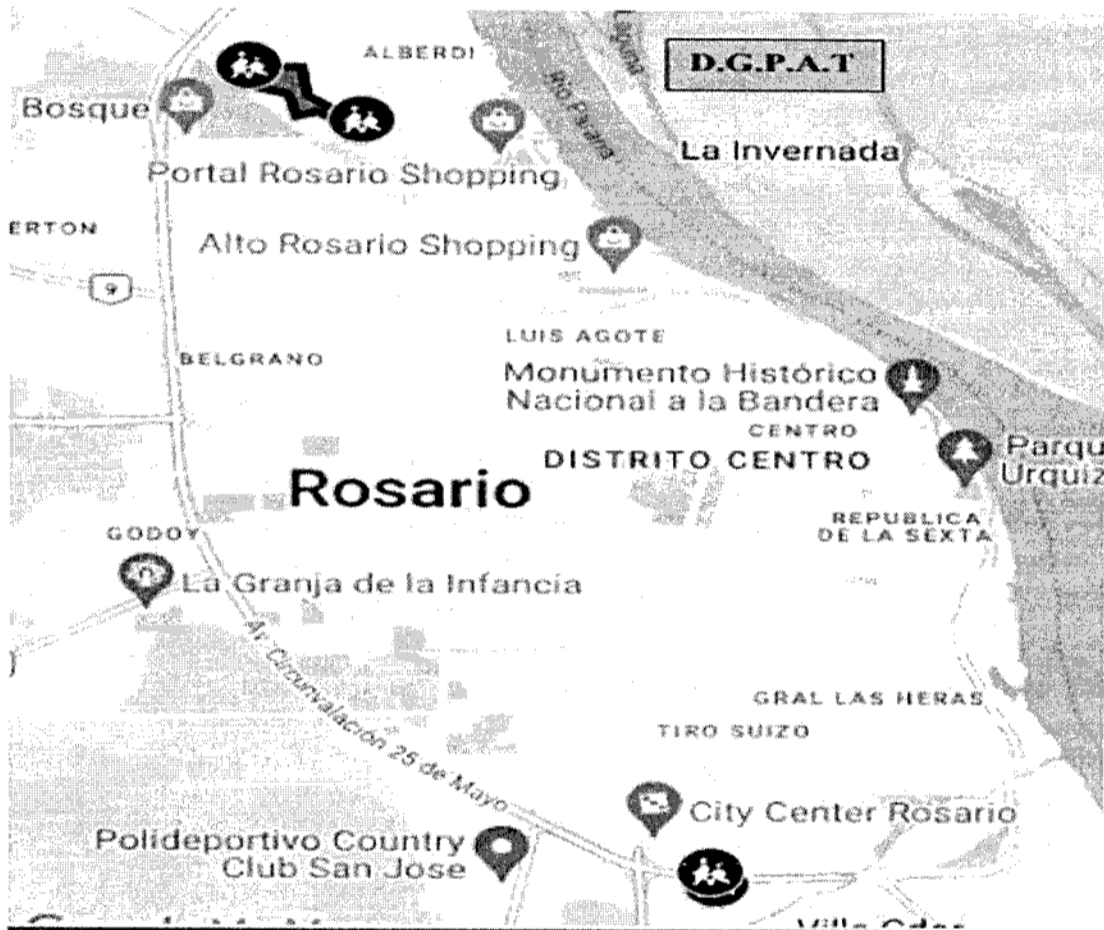 ALBERDI
D.G.P.A.T
Bosque
Laguna
Río Paraná
La Invernada
Portal Rosario Shopping
ERTON
Alto Rosario Shopping
9
LUIS AGOTE
BELGRANO
Monumento Histórico
Nacional a la Bandera
CENTRO
DISTRITO CENTRO
Parqu
Urquiz
Rosario
REPUBLICA
DE LA SEXTA
GODOY
La Granja de la Infancia
Av. Circunvalación 25 de Mayo
GRAL LAS HERAS
TIRO SUIZO
City Center Rosario
Polideportivo Country
Club San Jose